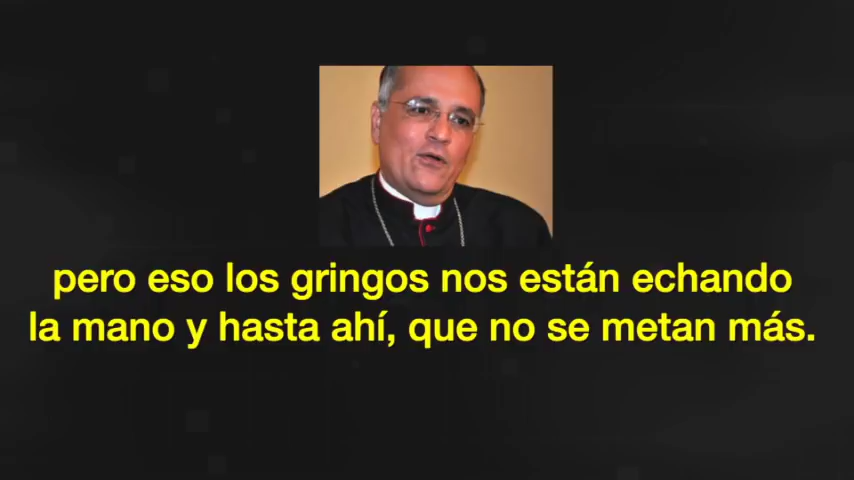 pero eso los gringos nos están echando
la mano y hasta ahí, que no se metan más.